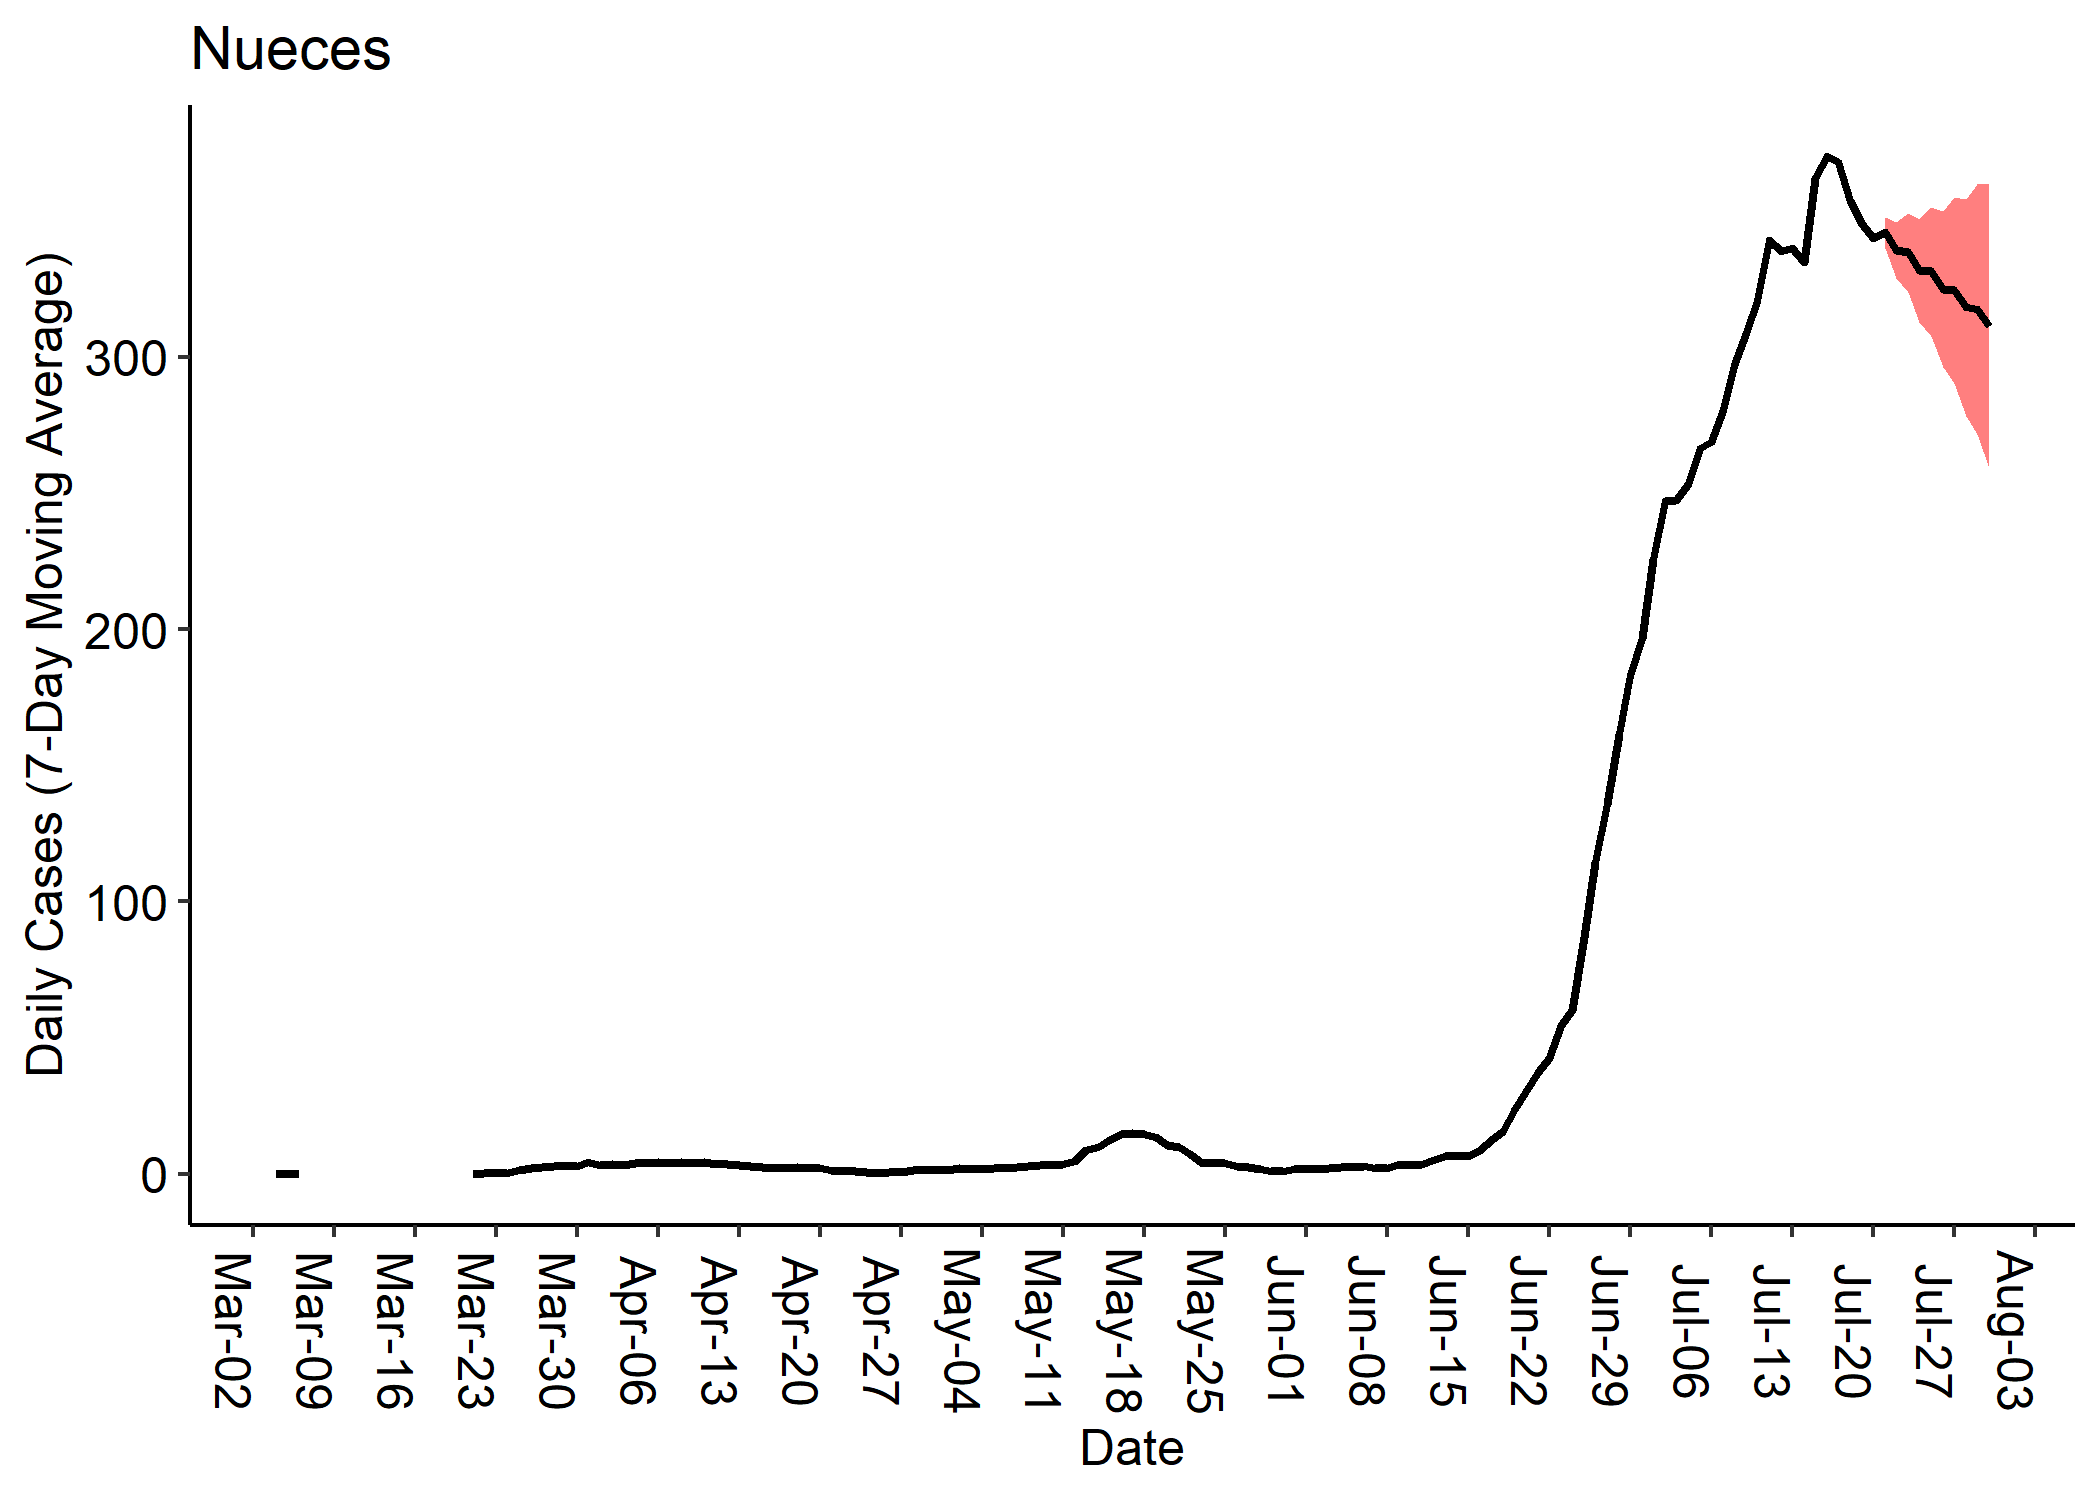 Nueces
Daily Cases (7-Day Moving Average)
300
200
100
0
Mar-02
Mar-09
Mar-16
Mar-23
Mar-30
Apr-06
Apr-13
Apr-20
Apr-27
May-04
May-11
May-18
May-25
Jun-01
Jun-08
Jun-15
Jun-22
Jun-29
Jul-06
Jul-13
Jul-20
Jul-27
Aug-03
Date